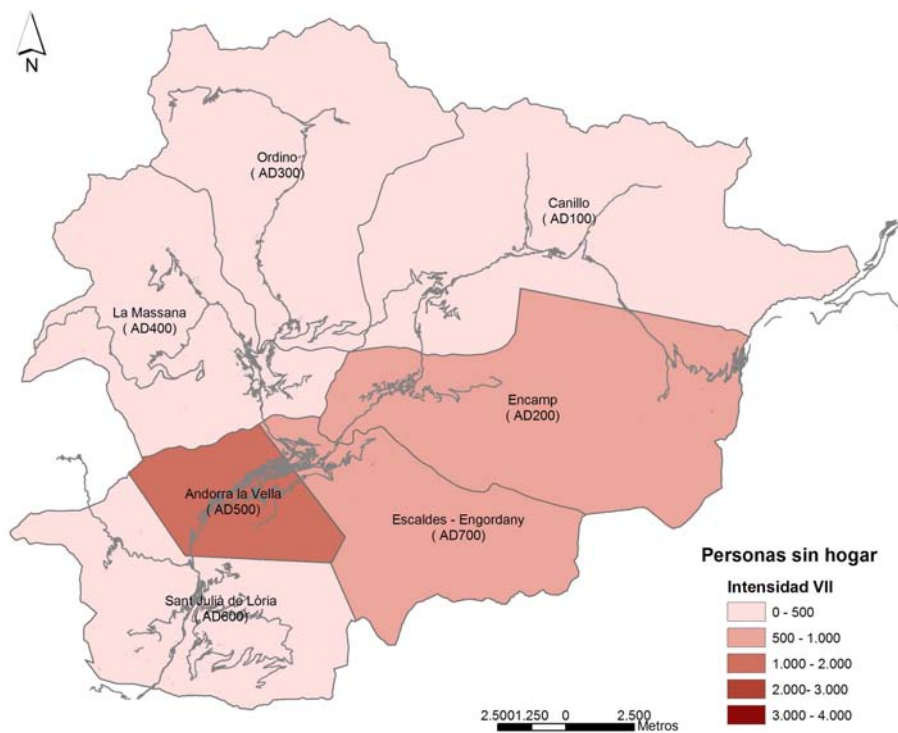 N
Ordino
( AD300)
Canillo
( AD100)
La Massana
( AD400)
Encamp
( AD200)
Andorra la Vella
( AD500)
Escaldes - Engordany
( AD700)
Sant Julià de Lòria
( AD600)
Personas sin hogar
Intensidad VII
0 - 500
500 - 1.000
1.000 - 2.000
2.000- 3.000
3.000 - 4.000
2.5001.250 0 2.500
Metros